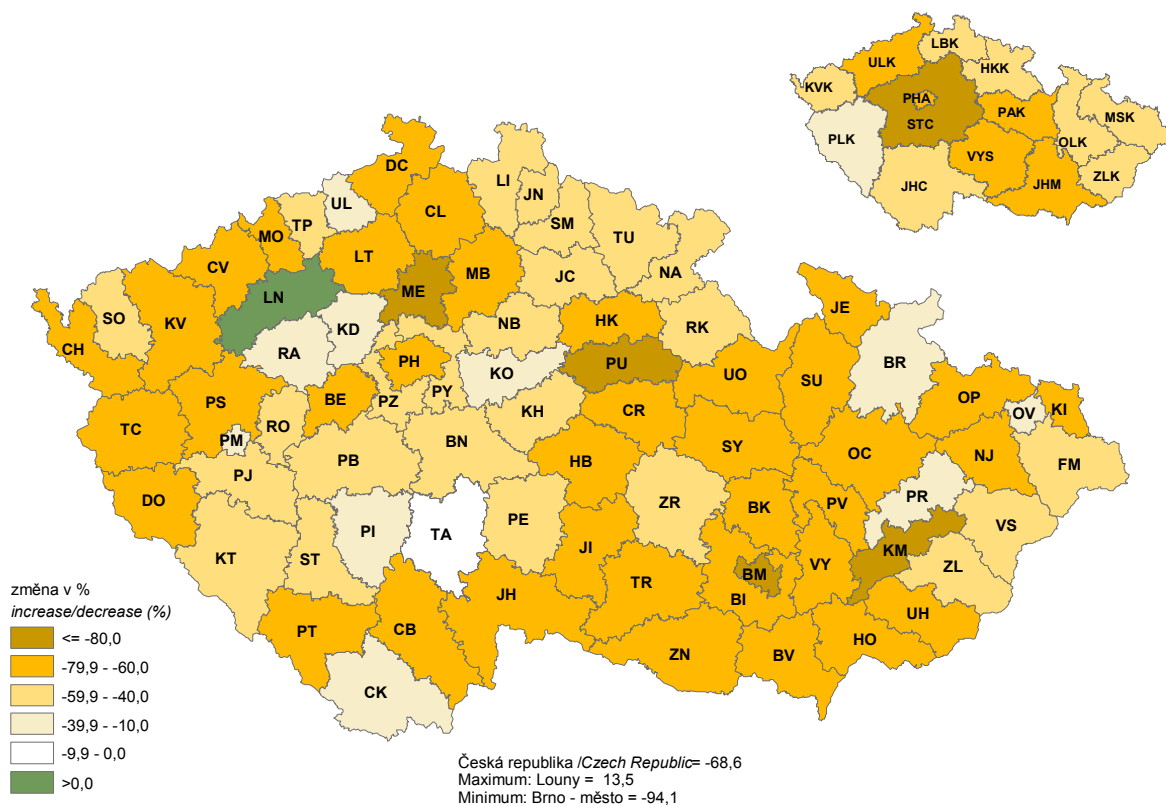 LBK
ULK
HKK
KVK
PHA
PAK
MSK
STC
PLK
OLK
VYS
ZLK
JHC
JHM
DC
LI
JN
UL
CL
SM
TP
TU
MO
LT
CV
MB
NA
JC
ME
LN
SO
KV
NB
HK
RK
JE
KD
CH
RA
PH
KO
PU
BR
UO
SU
PS
BE
PZ
PY
OP
OV
KI
TC
RO
KH
CR
PM
BN
SY
OC
NJ
FM
PB
HB
PJ
DO
ZR
PR
BK
PV
VS
PI
TA
PE
KT
ST
JI
KM
ZL
BM
VY
TR
JH
BI
UH
PT
CB
HO
ZN
BV
CK
změna v %
increase/decrease (%)
<= -80,0
-79,9 - -60,0
-59,9 - -40,0
-39,9 - -10,0
-9,9 - 0,0
>0,0
Česká republika /Czech Republic= -68,6
Maximum: Louny = 13,5
Minimum: Brno - město = -94,1